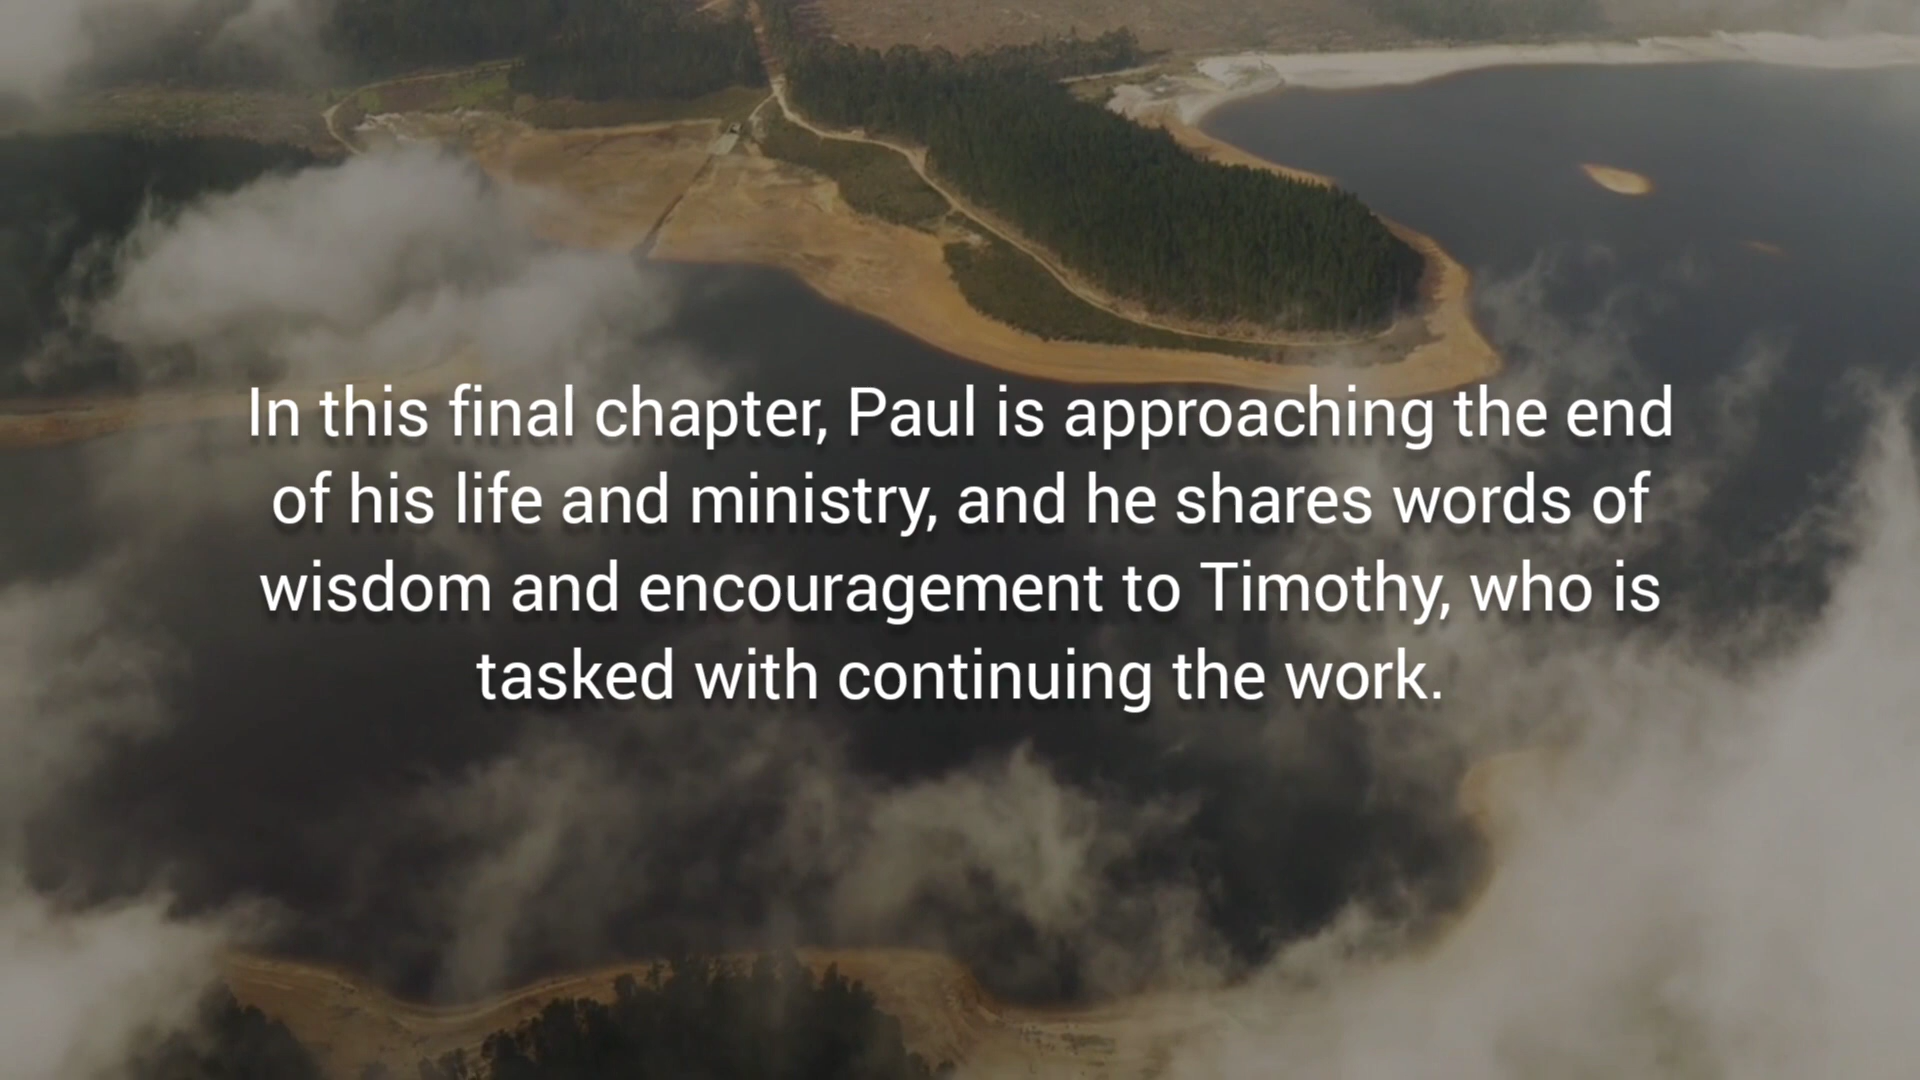 In this final chapter, Paul is approaching the end
of his life and ministry, and he shares words of
wisdom and encouragement to Timothy, who is
tasked with continuing the work.